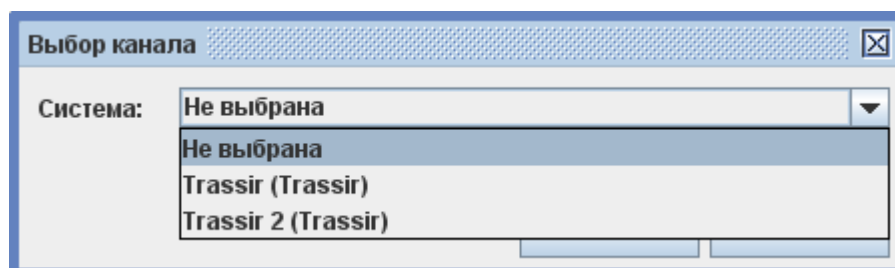 Выбор канала
Система: Не выбрана
Не выбрана
Trassir (Trassir)
Trassir 2 (Trassir)